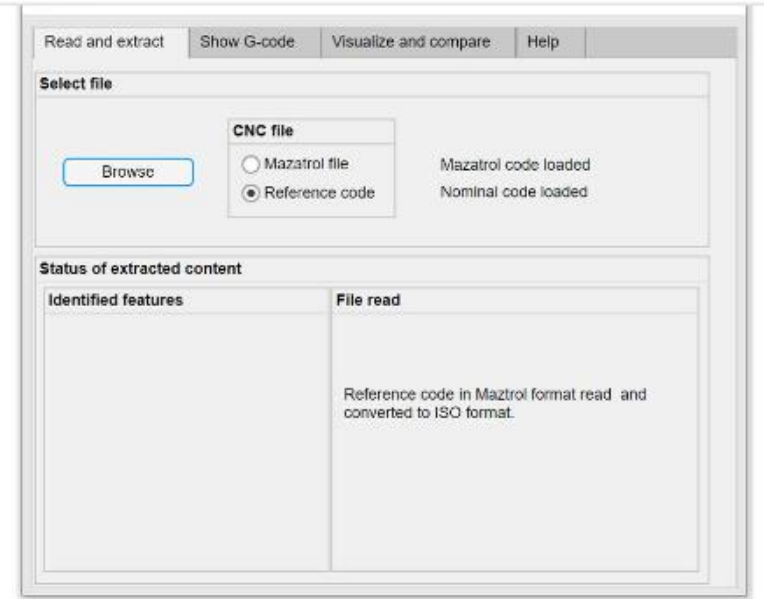 Read and extract
Show G-code
Visualize and compare
Help
Select file
CNC file
Browse
Mazatrol file
Reference code
Mazatrol code loaded
Nominal code loaded
Status of extracted content
Identified features
File read
Reference code in Maztrol format read and
converted to ISO format.